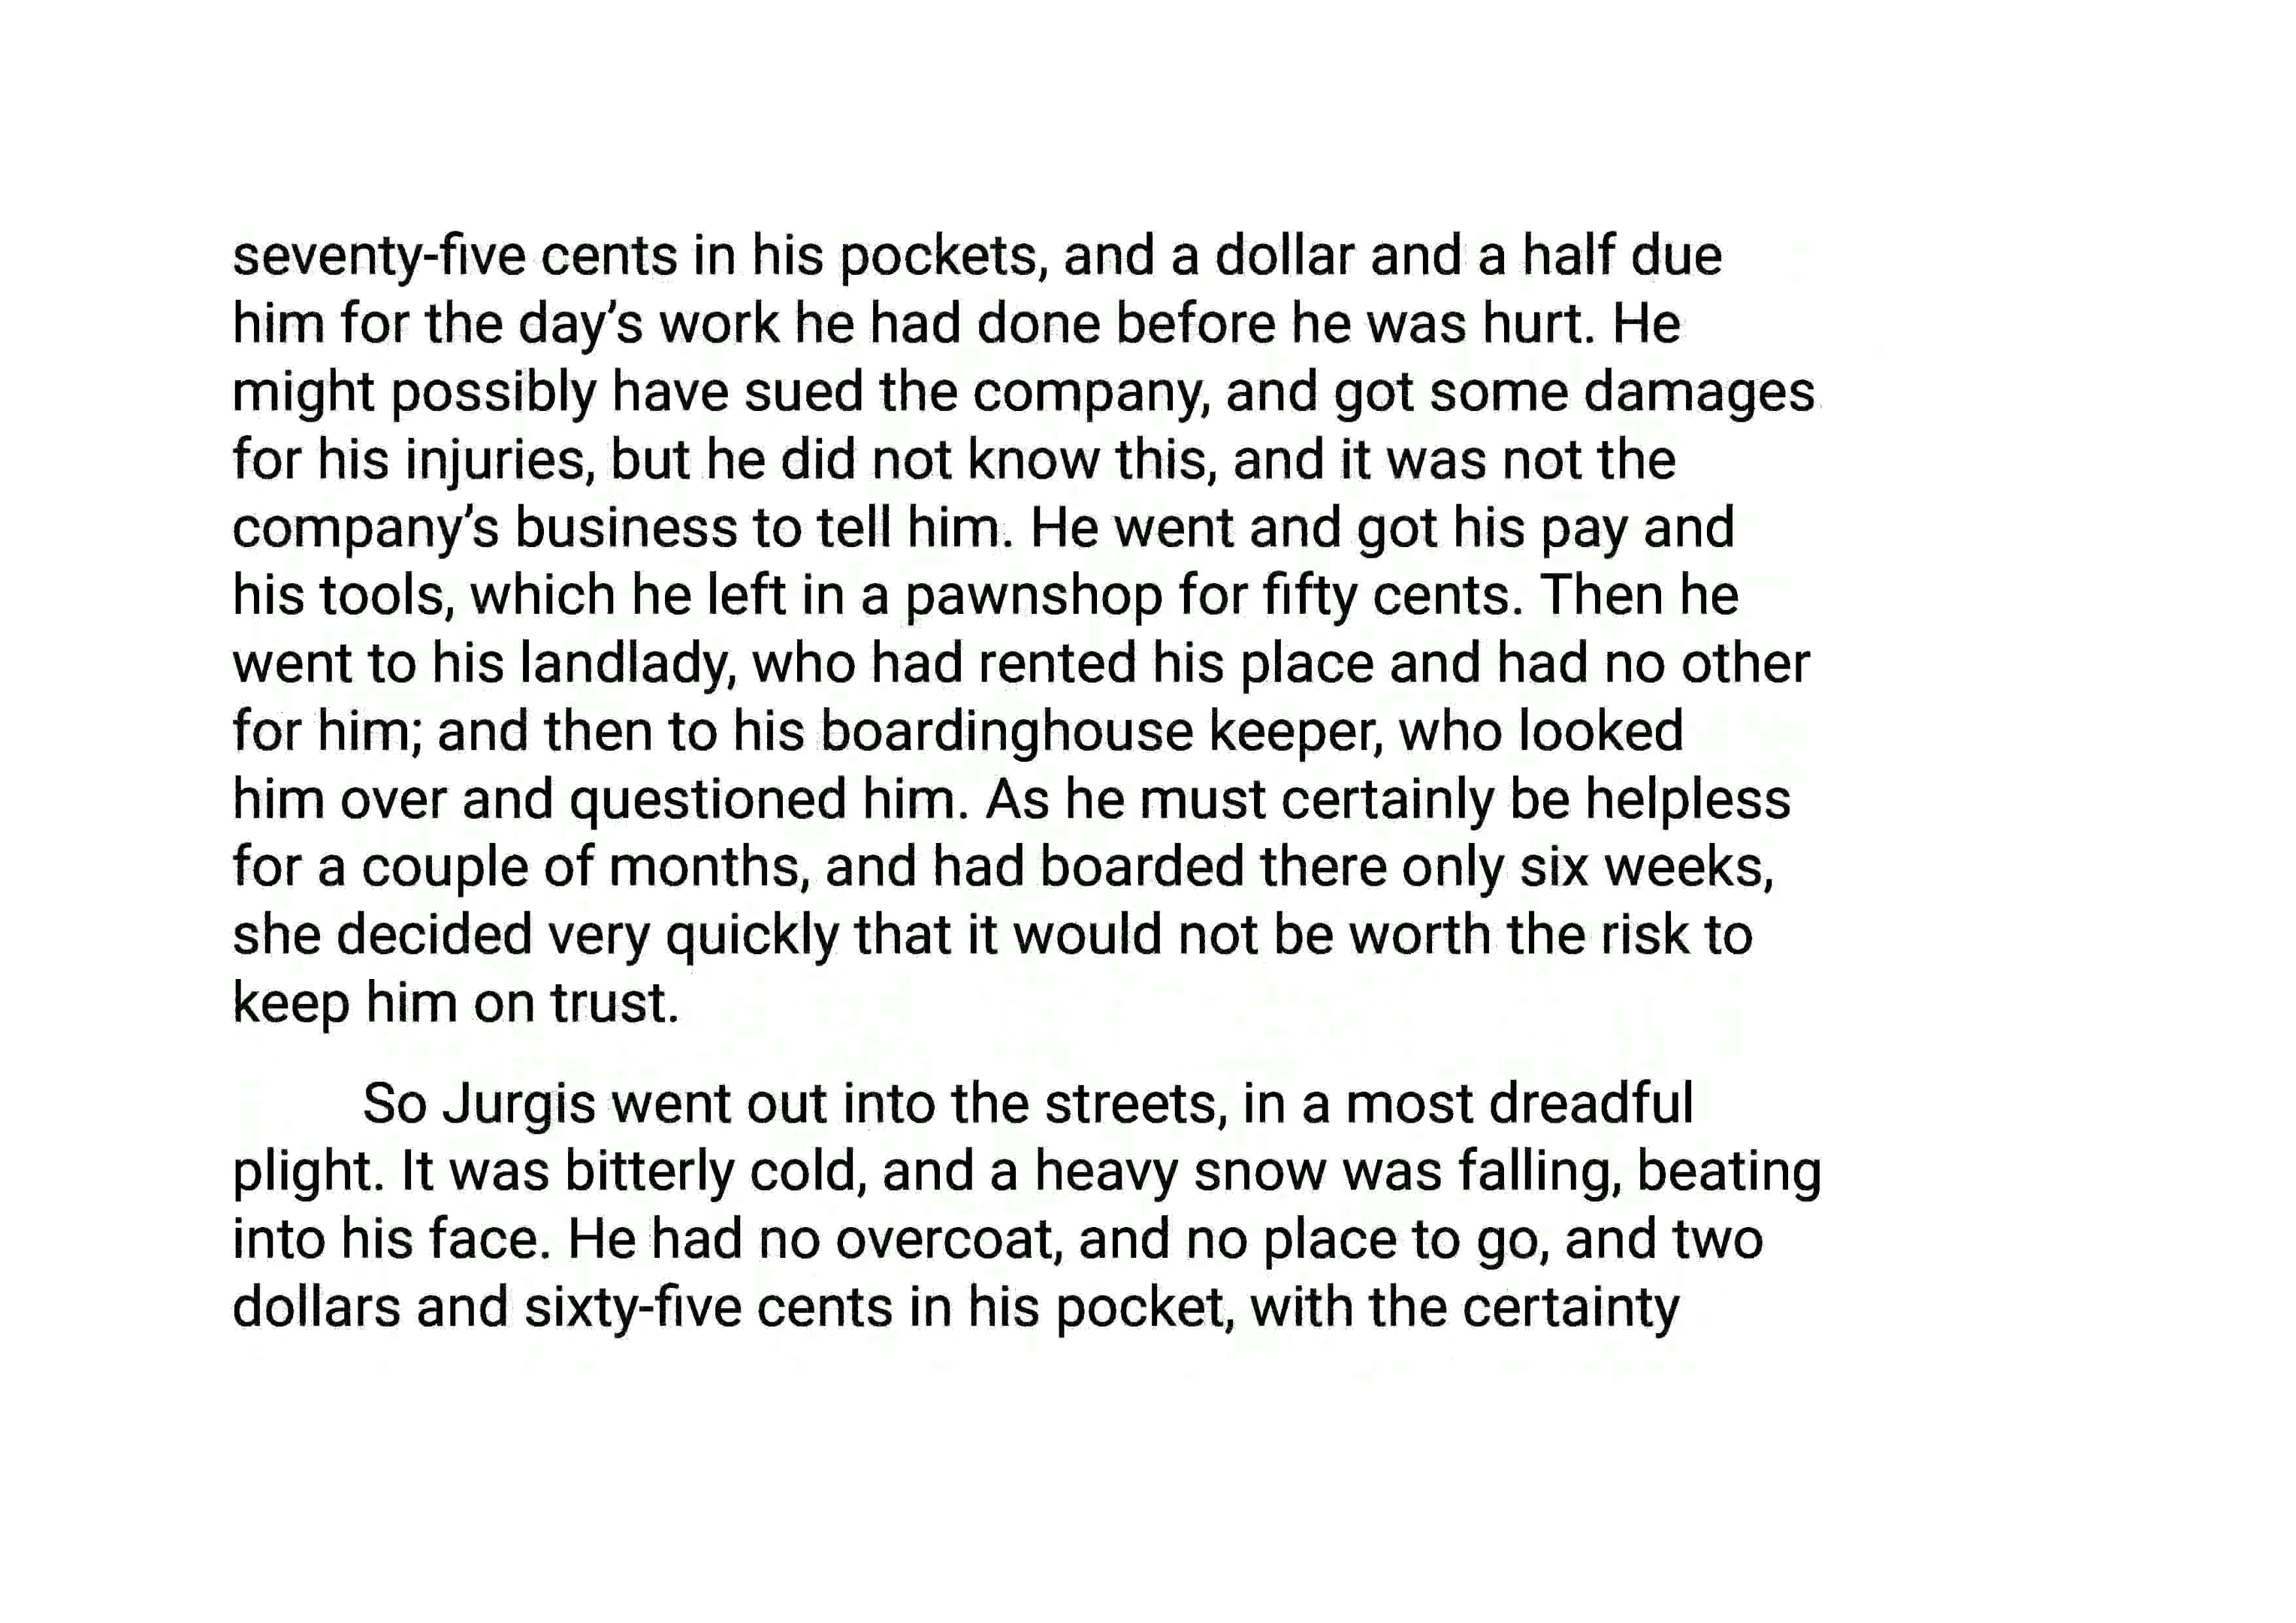 seventy-five cents in his pockets, and a dollar and a half due
him for the day’s work he had done before he was hurt. He
might possibly have sued the company, and got some damages
for his injuries, but he did not know this, and it was not the
company’s business to tell him. He went and got his pay and
his tools, which he left in a pawnshop for fifty cents. Then he
went to his landlady, who had rented his place and had no other
for him; and then to his boardinghouse keeper, who looked
him over and questioned him. As he must certainly be helpless
for a couple of months, and had boarded there only six weeks,
she decided very quickly that it would not be worth the risk to
keep him on trust.
So Jurgis went out into the streets, in a most dreadful
plight. It was bitterly cold, and a heavy snow was falling, beating
into his face. He had no overcoat, and no place to go, and two
dollars and sixty-five cents in his pocket, with the certainty